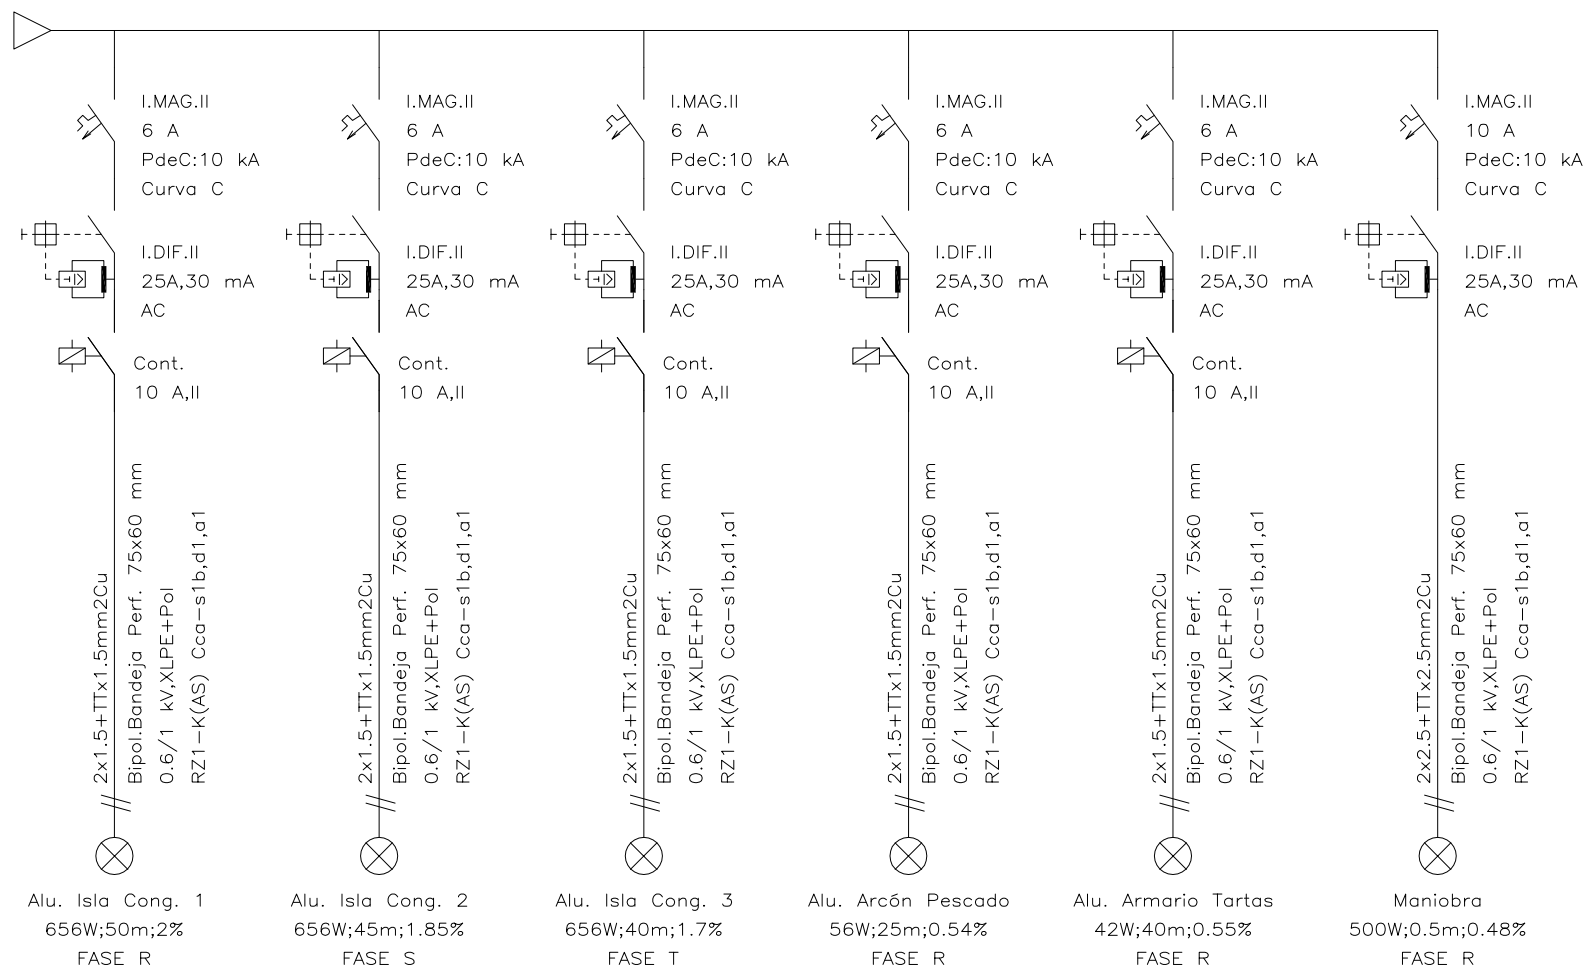 I.MAG.II
6 A
PdeC:10 kA
Curva C
I.DIF.II
25A,30 mA
AC
Cont.
10 A,II
2x1.5+TTx1.5mm2Cu
Bipol.Bandeja Perf. 75x60 mm
0.6/1 kV,XLPE+Pol
RZ1-K(AS) Cca-s1b,d1,a1
Alu. Isla Cong. 1
656W;50m;2%
FASE R
I.MAG.II
6 A
PdeC:10 kA
Curva C
I.DIF.II
25A,30 mA
AC
Cont.
10 A,II
2x1.5+TTx1.5mm2Cu
Bipol.Bandeja Perf. 75x60 mm
0.6/1 kV,XLPE+Pol
RZ1-K(AS) Cca-s1b,d1,a1
Alu. Isla Cong. 2
656W;45m;1.85%
FASE S
I.MAG.II
6 A
PdeC:10 kA
Curva C
I.DIF.II
25A,30 mA
AC
Cont.
10 A,II
2x1.5+TTx1.5mm2Cu
Bipol.Bandeja Perf. 75x60 mm
0.6/1 kV,XLPE+Pol
RZ1-K(AS) Cca-s1b,d1,a1
Alu. Isla Cong. 3
656W;40m;1.7%
FASE T
I.MAG.II
6 A
PdeC:10 kA
Curva C
I.DIF.II
25A,30 mA
AC
Cont.
10 A,II
2x1.5+TTx1.5mm2Cu
Bipol.Bandeja Perf. 75x60 mm
0.6/1 kV,XLPE+Pol
RZ1-K(AS) Cca-s1b,d1,a1
Alu. Arcón Pescado
56W;25m;0.54%
FASE R
I.MAG.II
6 A
PdeC:10 kA
Curva C
I.DIF.II
25A,30 mA
AC
Cont.
10 A,II
2x1.5+TTx1.5mm2Cu
Bipol.Bandeja Perf. 75x60 mm
0.6/1 kV,XLPE+Pol
RZ1-K(AS) Cca-s1b,d1,a1
Alu. Armario Tartas
42W;40m;0.55%
FASE R
I.MAG.II
10 A
PdeC:10 kA
Curva C
I.DIF.II
25A,30 mA
AC
2x2.5+TTx2.5mm2Cu
Bipol.Bandeja Perf. 75x60 mm
0.6/1 kV,XLPE+Pol
RZ1-K(AS) Cca-s1b,d1,a1
Maniobra
500W;0.5m;0.48%
FASE R